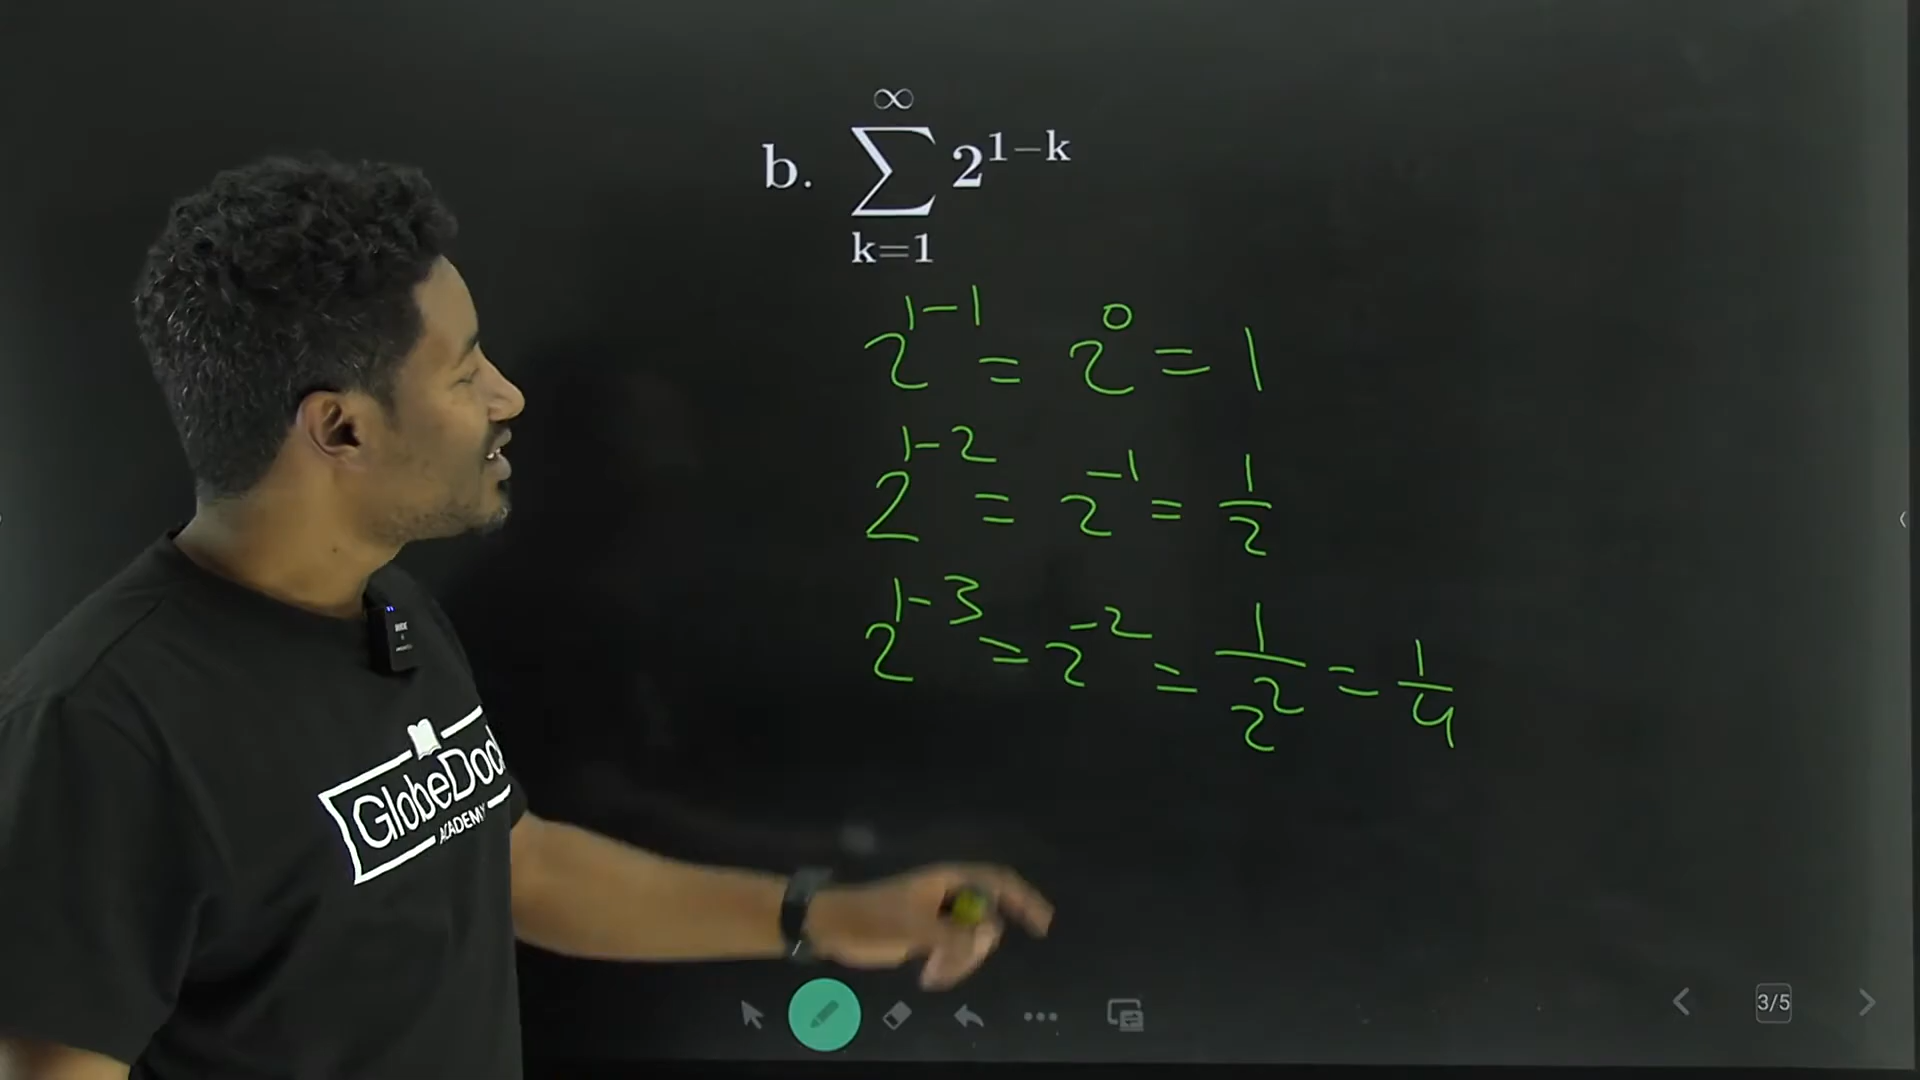 ∞
b. ∑ 2^{1-k}
k=1
2^{1-1} = 2^0 = 1
2^{1-2} = 2^{-1} = 1/2
2^{1-3} = 2^{-2} = 1/2^2 = 1/4
GlobeDock
ACADEMY
3/5